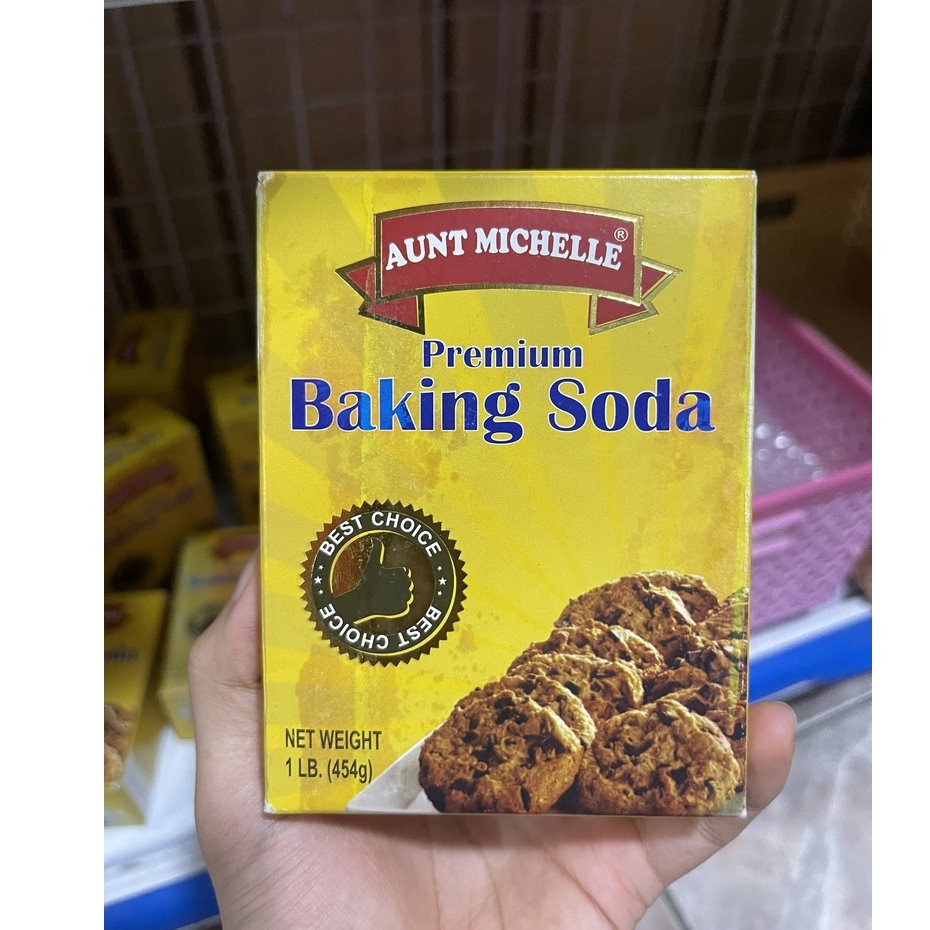 AUNT MICHELLE®
Premium
Baking Soda
BEST CHOICE
BEST CHOICE
NET WEIGHT
1 LB. (454g)